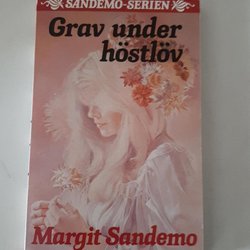 SANDEMO-SERIEN
Grav under
höstlöv
Margit Sandemo